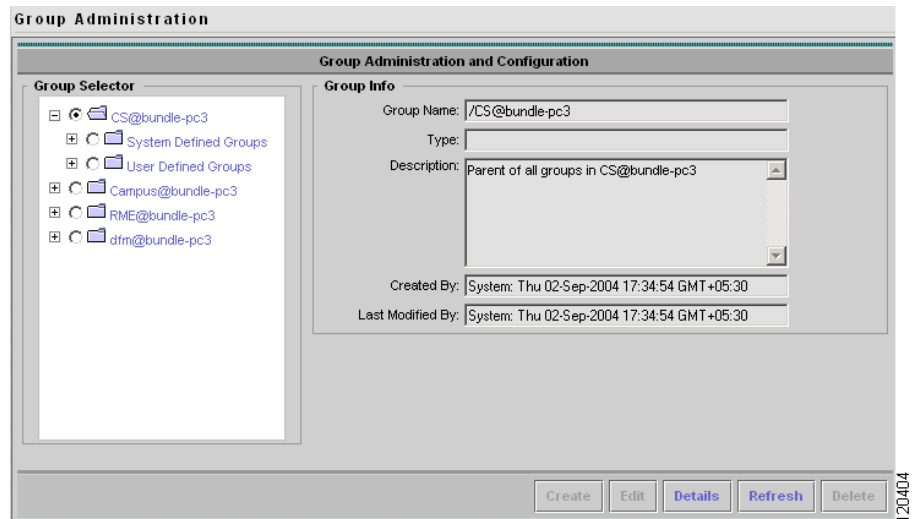 Group Administration
Group Administration and Configuration
Group Selector
CS@bundle-pc3
System Defined Groups
User Defined Groups
Campus@bundle-pc3
RME@bundle-pc3
dfm@bundle-pc3
Group Info
Group Name: /CS@bundle-pc3
Type:
Description: Parent of all groups in CS@bundle-pc3
Created By: System: Thu 02-Sep-2004 17:34:54 GMT+05:30
Last Modified By: System: Thu 02-Sep-2004 17:34:54 GMT+05:30
Create Edit Details Refresh Delete
120404